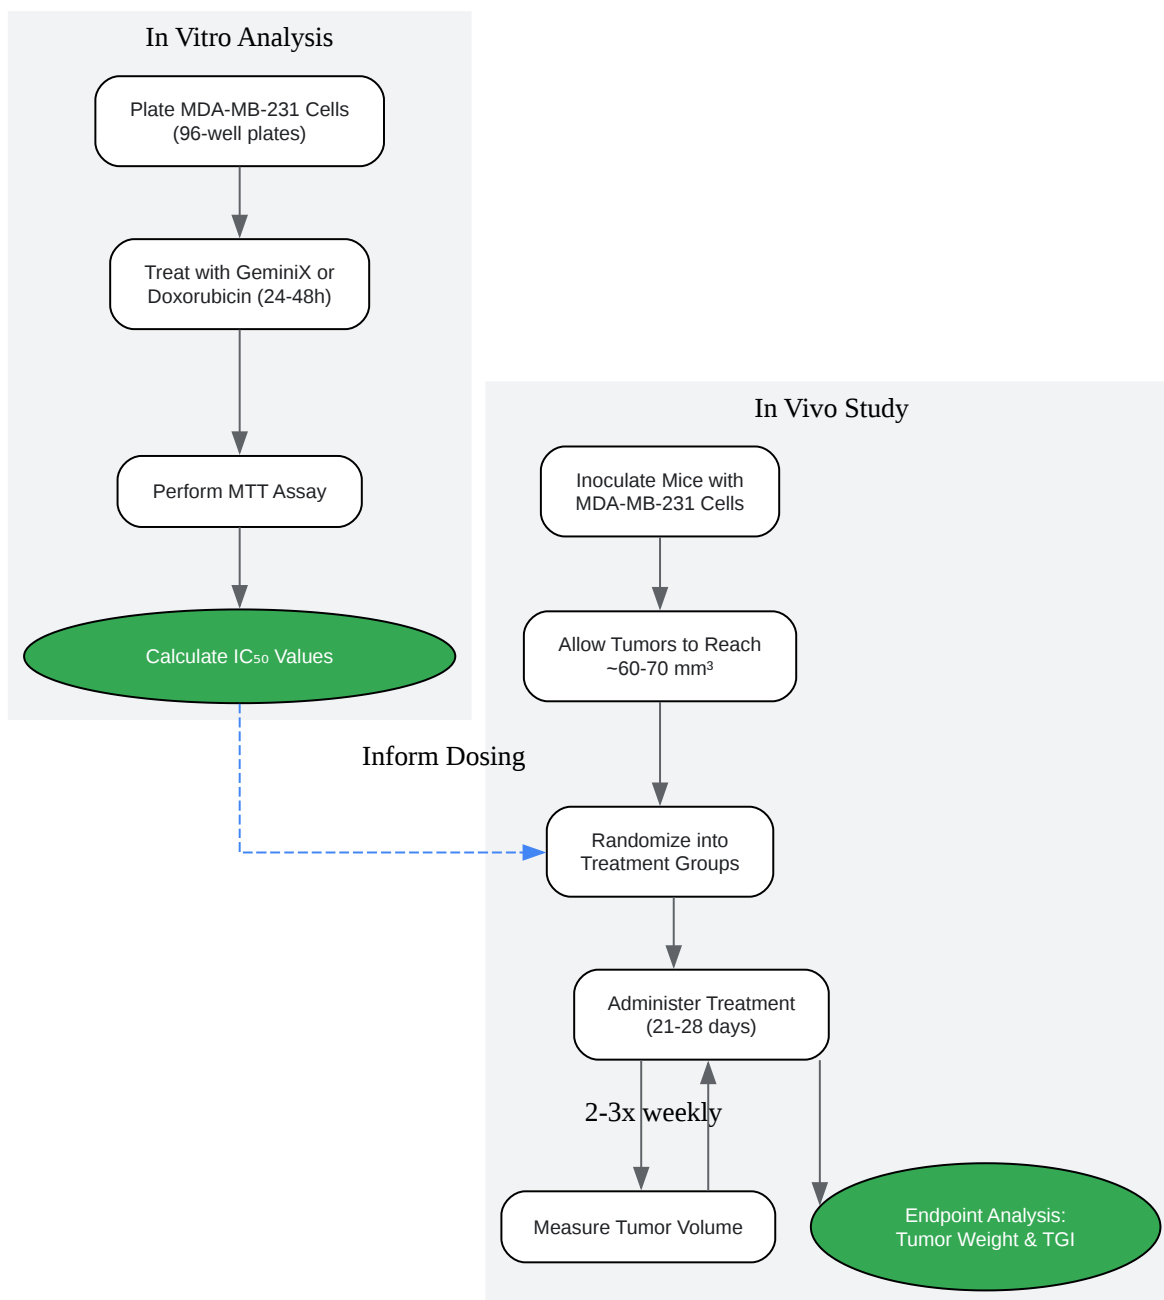 In Vitro Analysis
Plate MDA-MB-231 Cells
(96-well plates)
Treat with GeminiX or
Doxorubicin (24-48h)
Perform MTT Assay
Calculate IC₅₀ Values
Inform Dosing
In Vivo Study
Inoculate Mice with
MDA-MB-231 Cells
Allow Tumors to Reach
~60-70 mm³
Randomize into
Treatment Groups
Administer Treatment
(21-28 days)
2-3x weekly
Measure Tumor Volume
Endpoint Analysis:
Tumor Weight & TGI